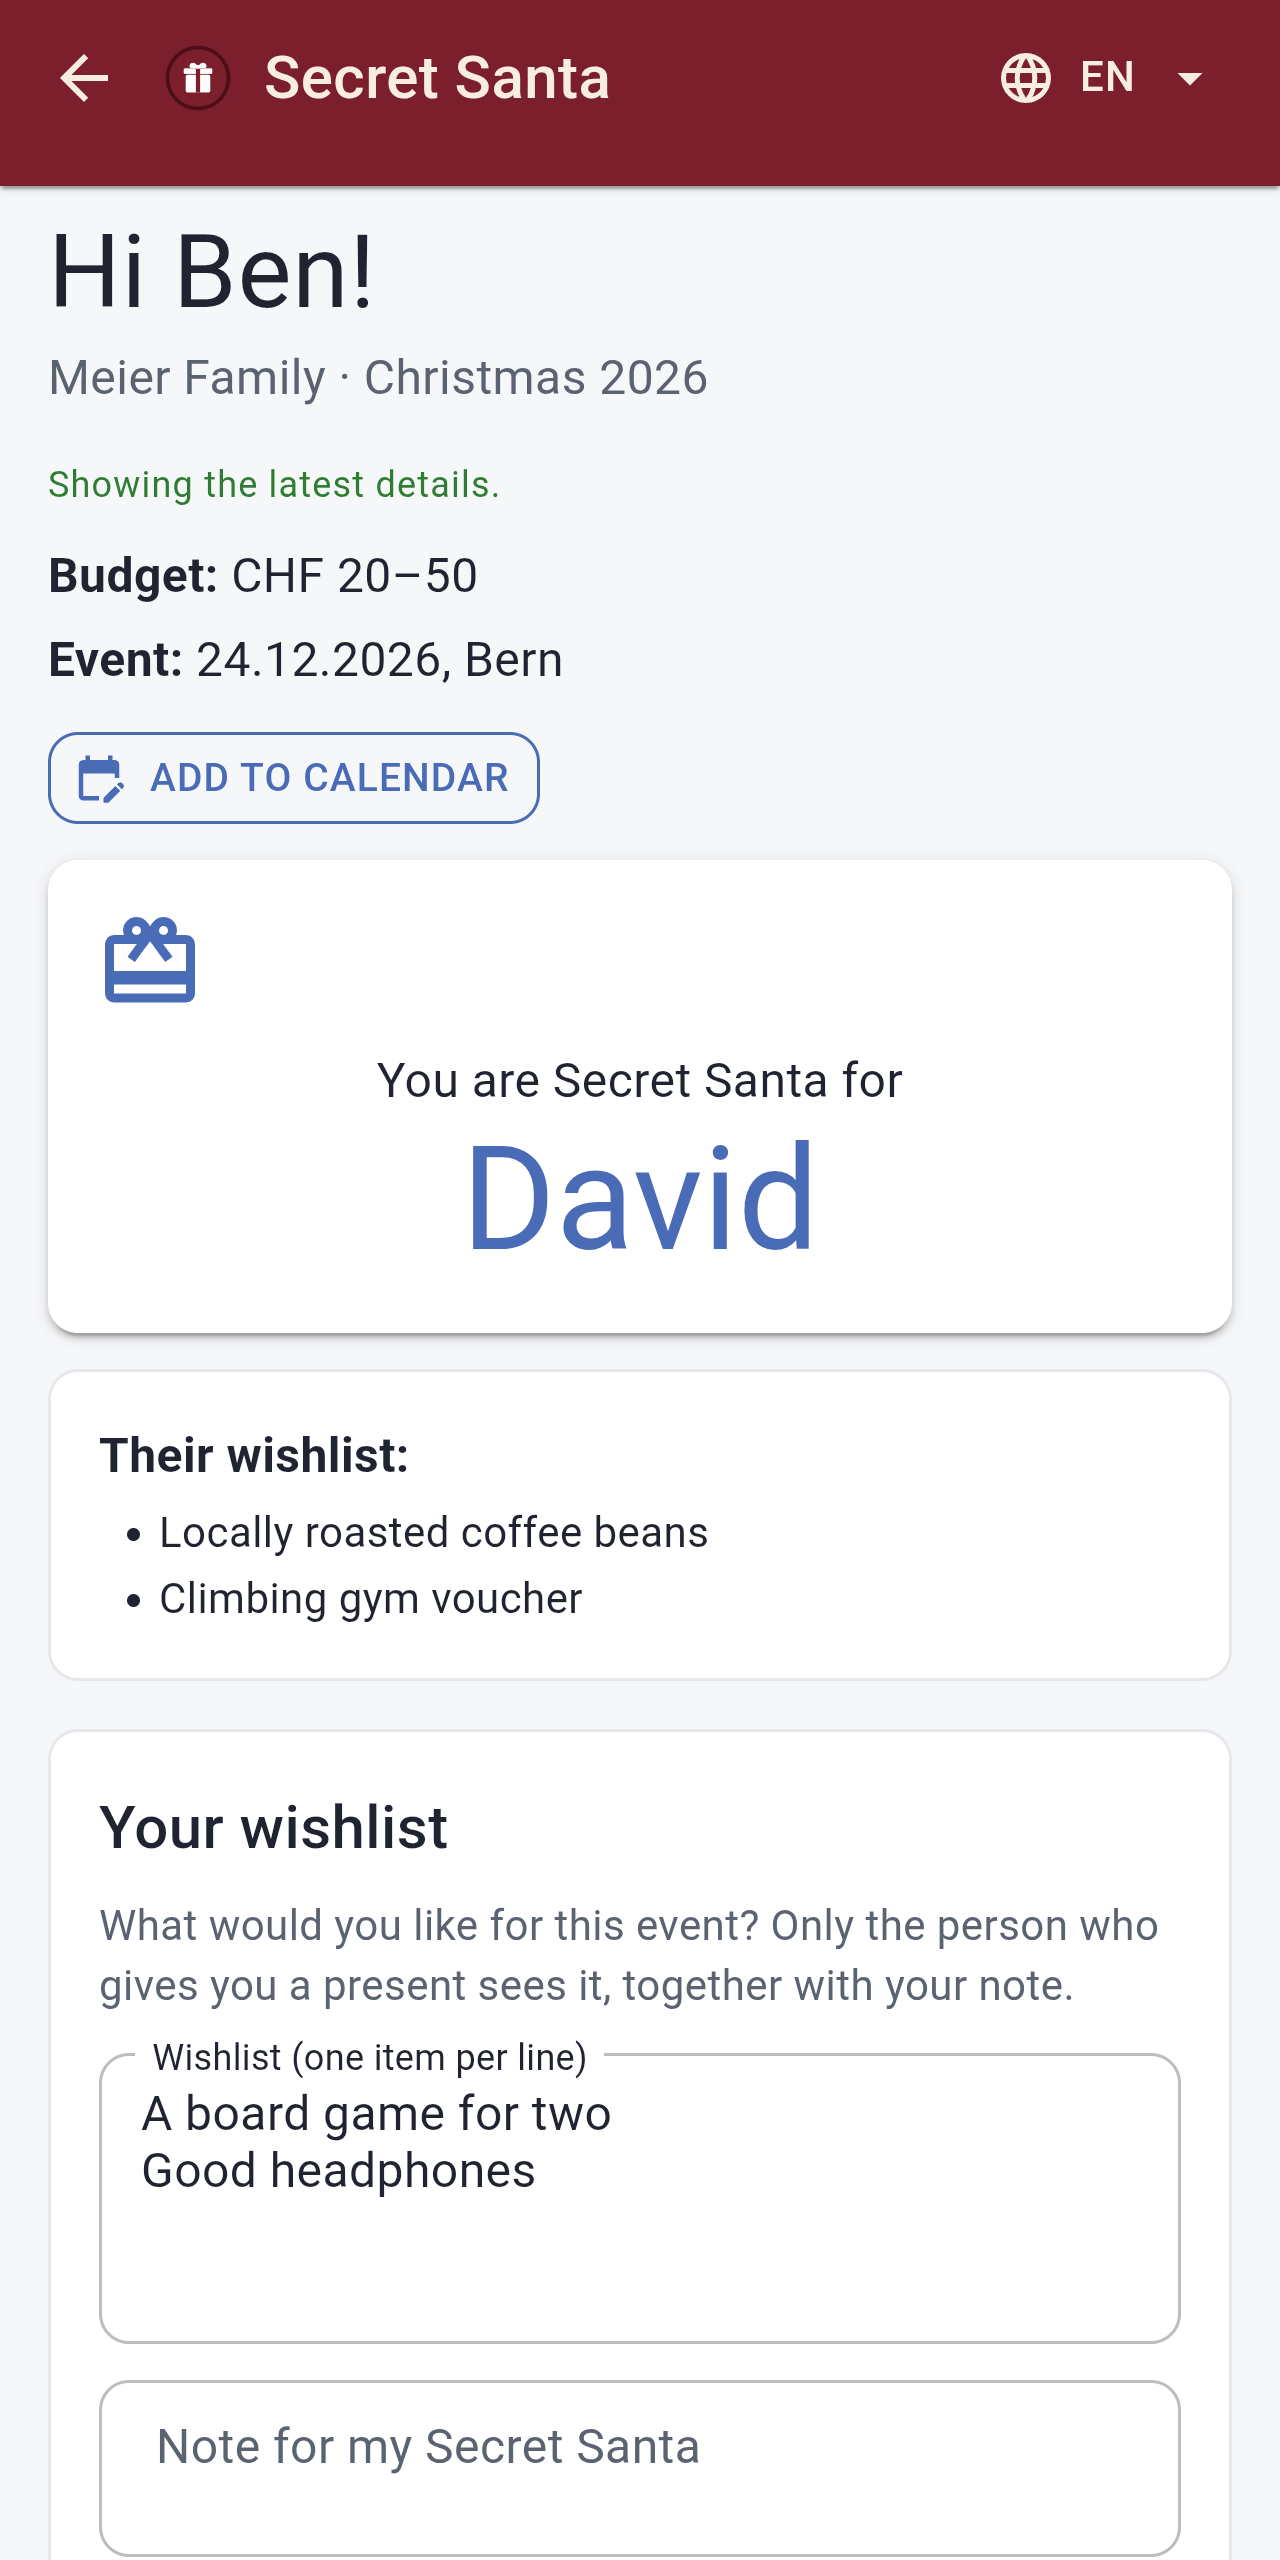 Secret Santa
EN
Hi Ben!
Meier Family · Christmas 2026
Showing the latest details.
Budget: CHF 20–50
Event: 24.12.2026, Bern
ADD TO CALENDAR
You are Secret Santa for
David
Their wishlist:
• Locally roasted coffee beans
• Climbing gym voucher
Your wishlist
What would you like for this event? Only the person who
gives you a present sees it, together with your note.
Wishlist (one item per line)
A board game for two
Good headphones
Note for my Secret Santa